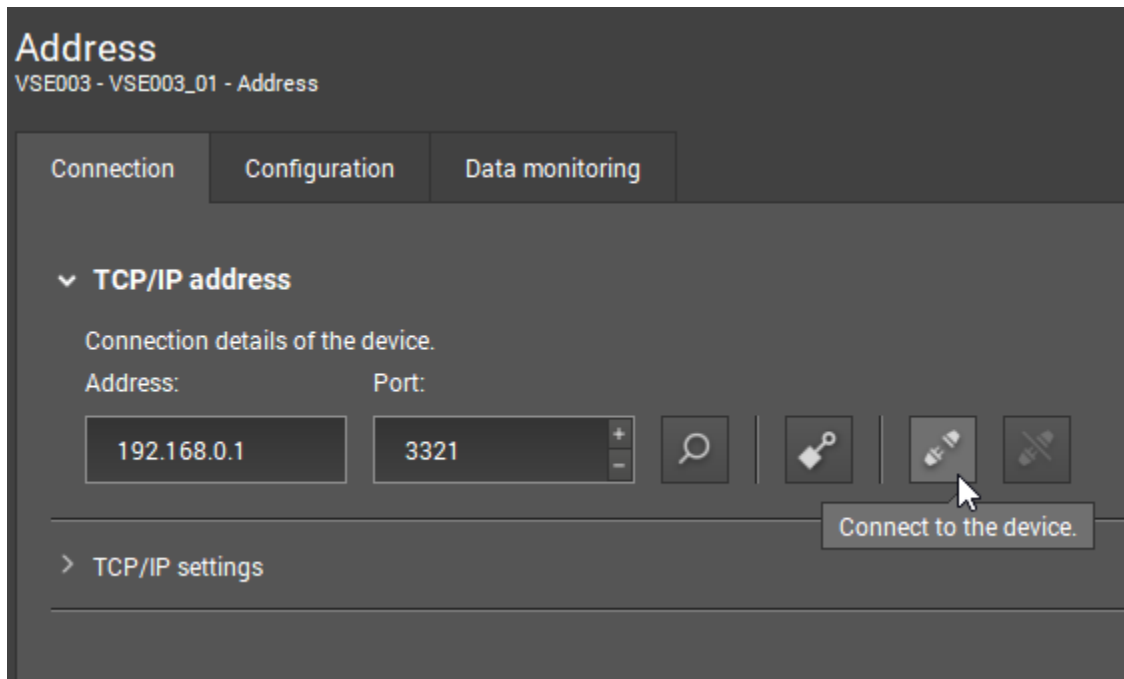 Address
VSE003 - VSE003_01 - Address
Connection Configuration Data monitoring
TCP/IP address
Connection details of the device.
Address: Port:
192.168.0.1 3321 + −
Connect to the device.
TCP/IP settings